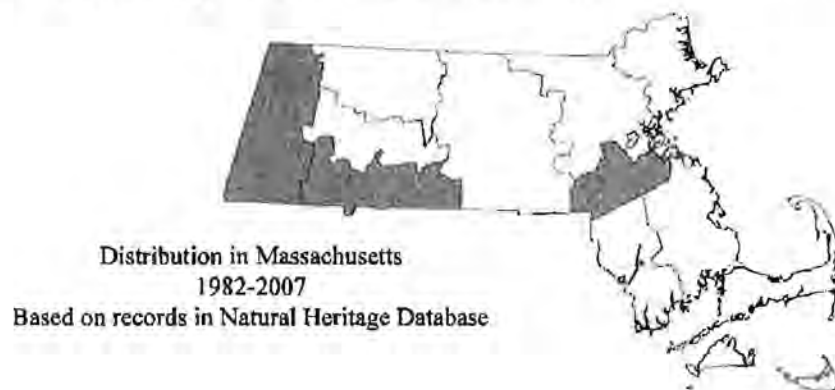 Distribution in Massachusetts
1982-2007
Based on records in Natural Heritage Database